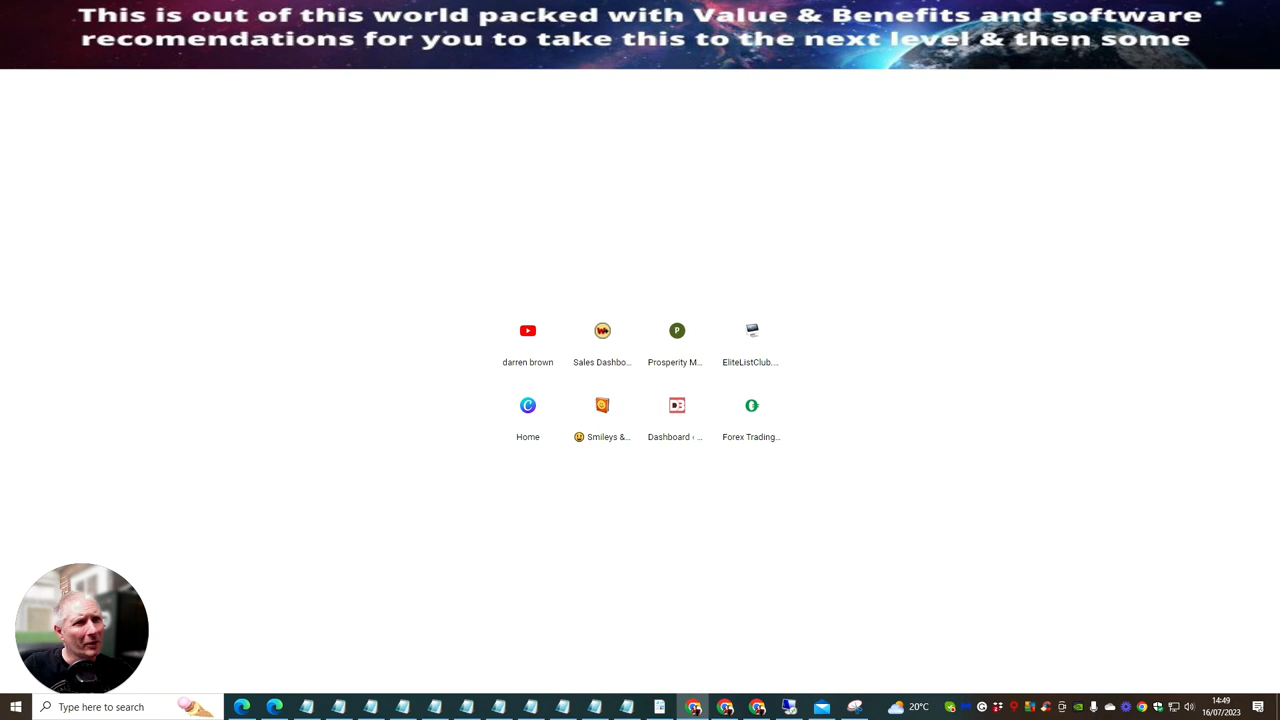 This is out of this world packed with Value & Benefits and software
recomendations for you to take this to the next level & then some
darren brown
Sales Dashbo...
Prosperity M...
EliteListClub....
Home
Smileys &...
Dashboard ‹ ...
Forex Trading...
Type here to search
20°C
14:49
16/07/2023